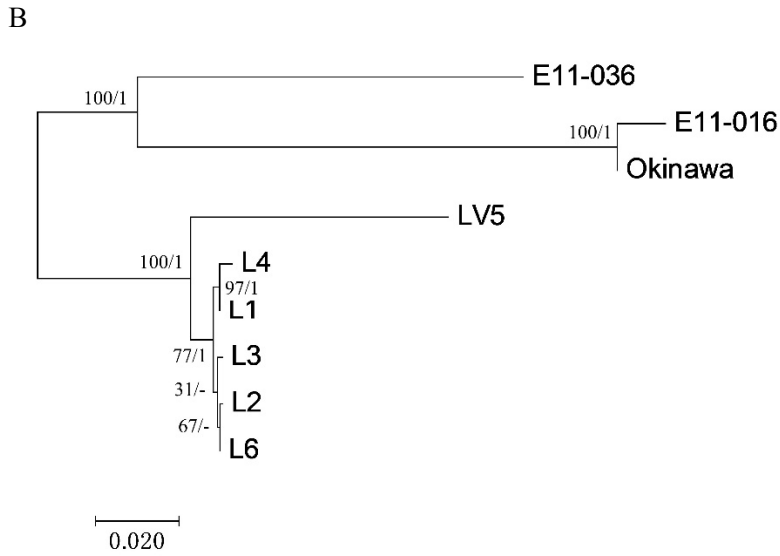 B
E11-036
100/1
E11-016
100/1
Okinawa
LV5
100/1
L4
97/1
L1
77/1
L3
31/-
L2
67/-
L6
0.020